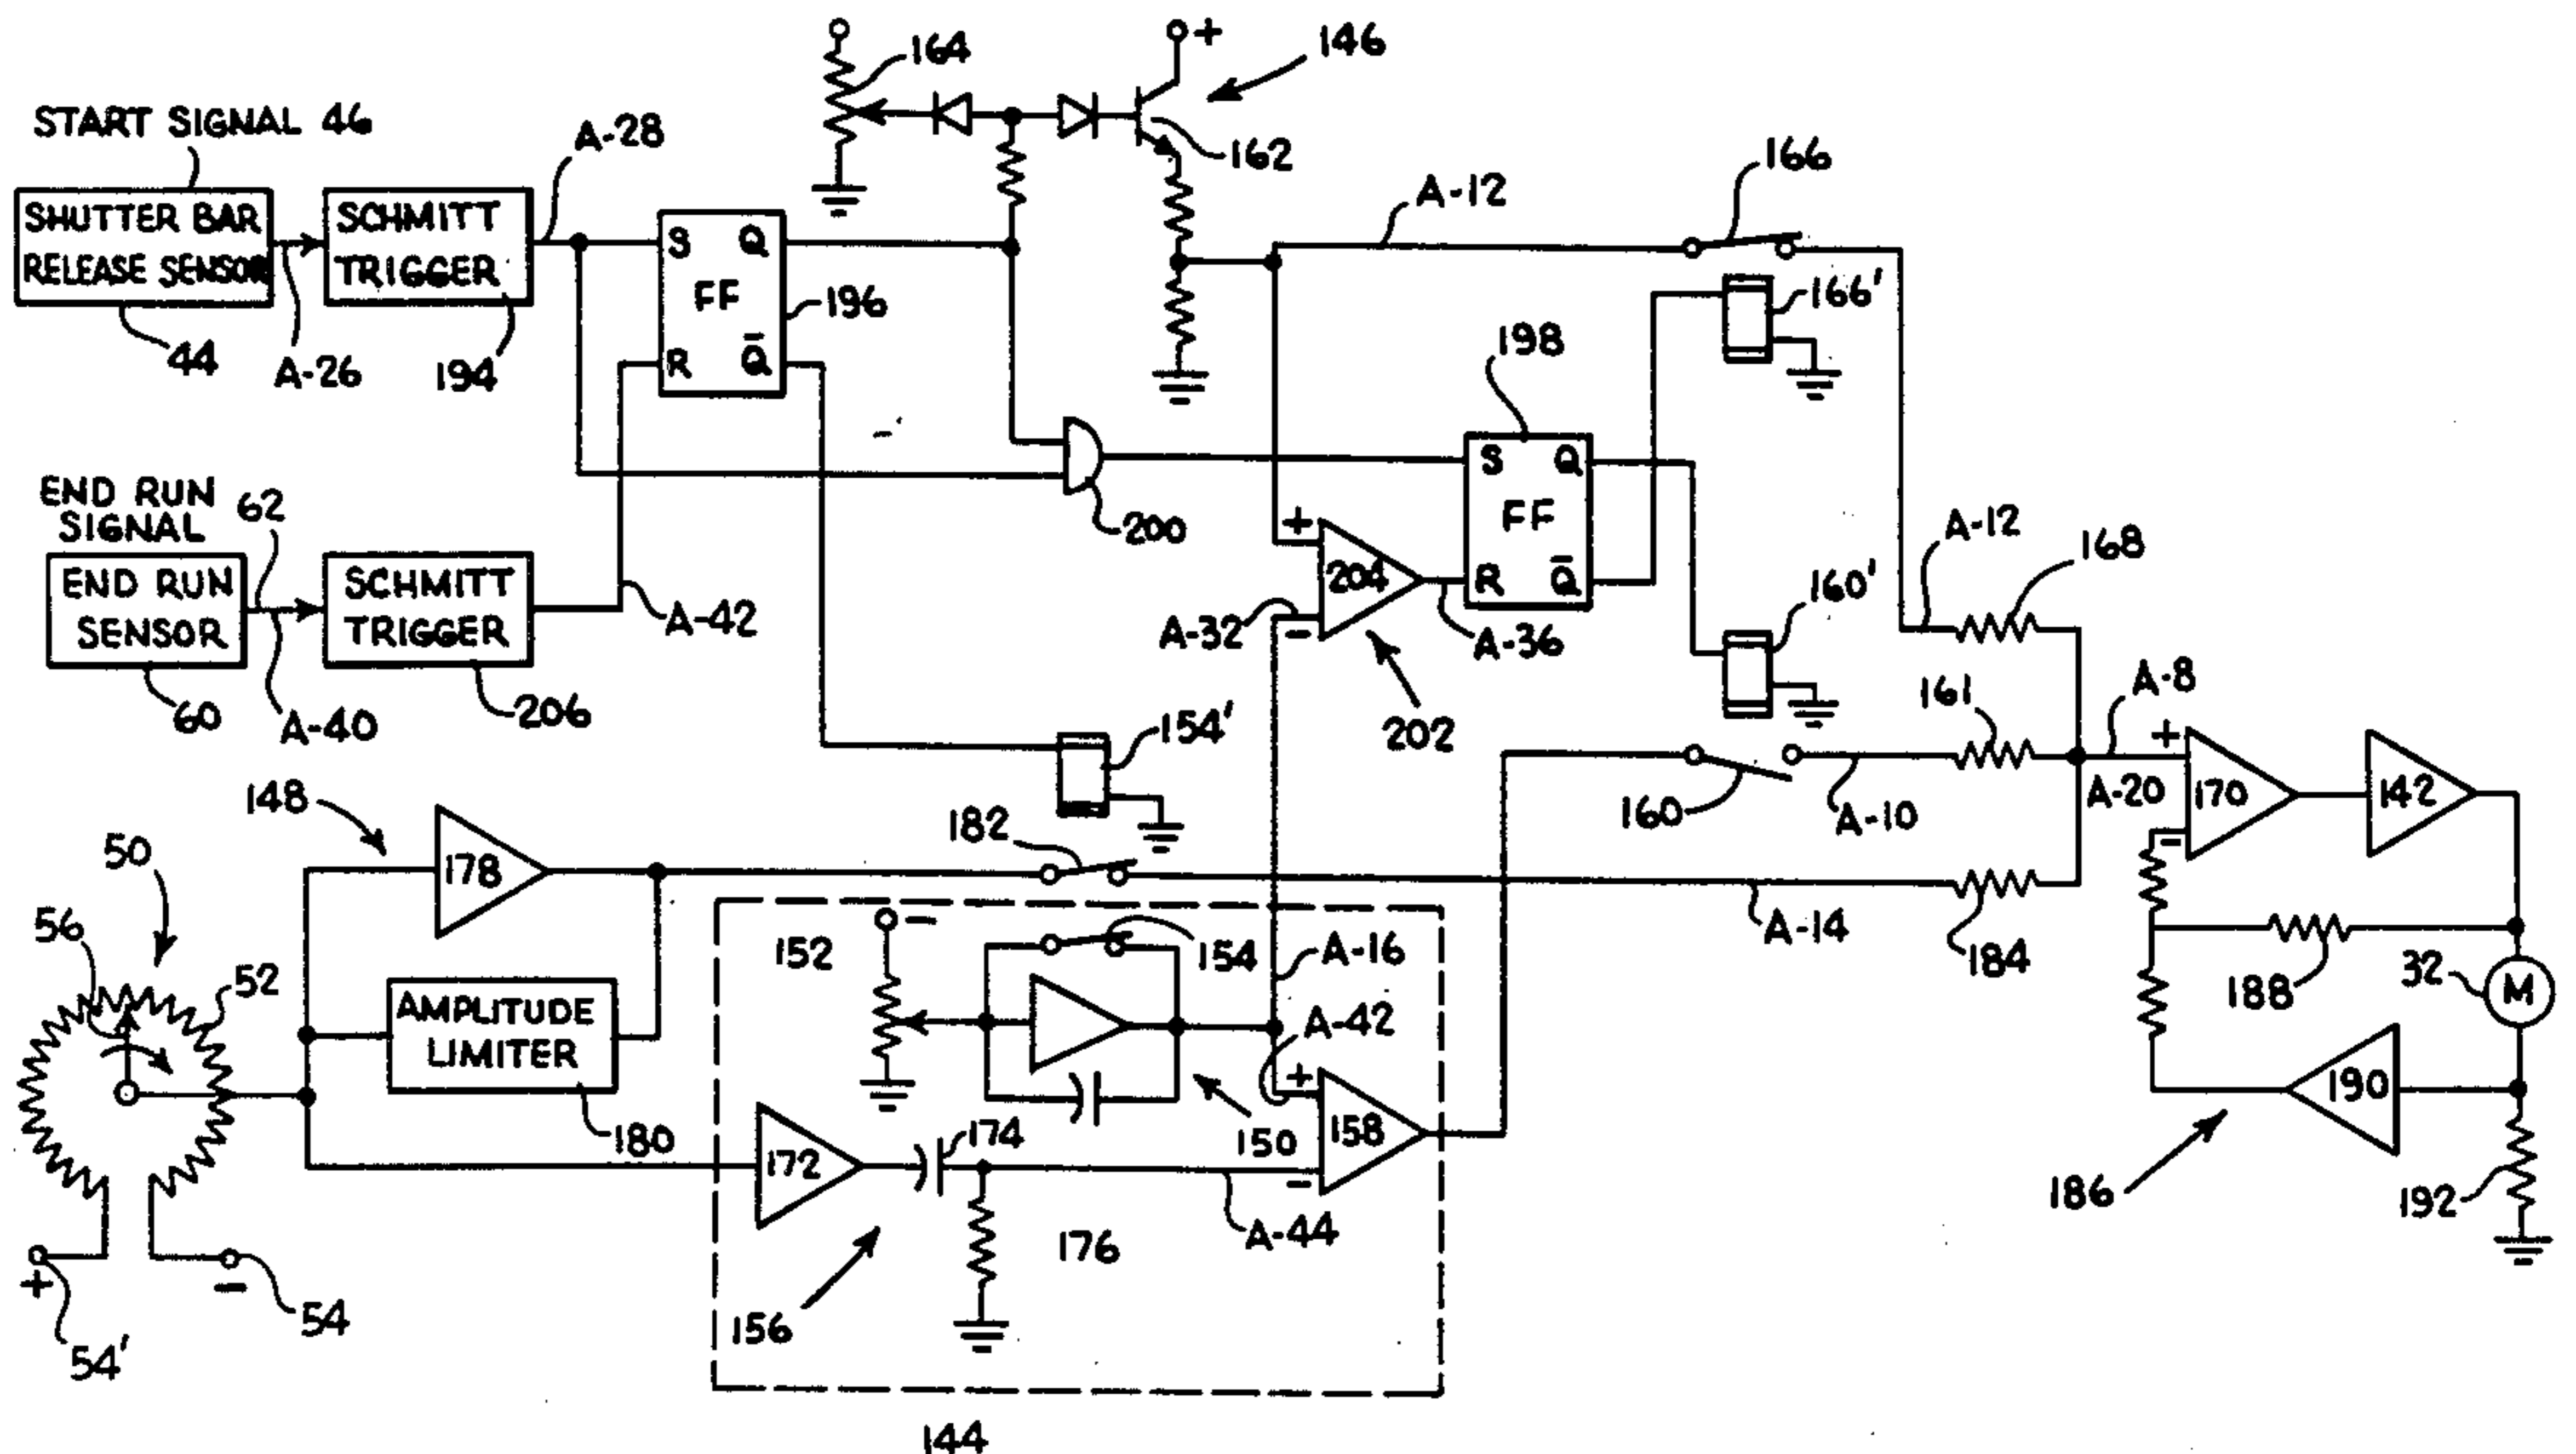 164
+
146
START SIGNAL 46
A-28
162
166
A-12
SHUTTER BAR
RELEASE SENSOR
SCHMITT
TRIGGER
S Q
FF
R Q̄
196
166'
44
A-26
194
198
END RUN
SIGNAL
62
200
S Q
FF
R Q̄
A-12
168
END RUN
SENSOR
SCHMITT
TRIGGER
+
204
-
A-32
A-36
160'
A-42
60
A-40
206
154'
202
161
A-8
+
170
-
142
A-20
148
182
160
A-10
50
178
56
52
152
-
154
A-16
A-14
184
188
32
M
AMPLITUDE
LIMITER
A-42
180
172
174
150
+
158
-
190
186
192
156
176
A-44
+
-
54
54'
144